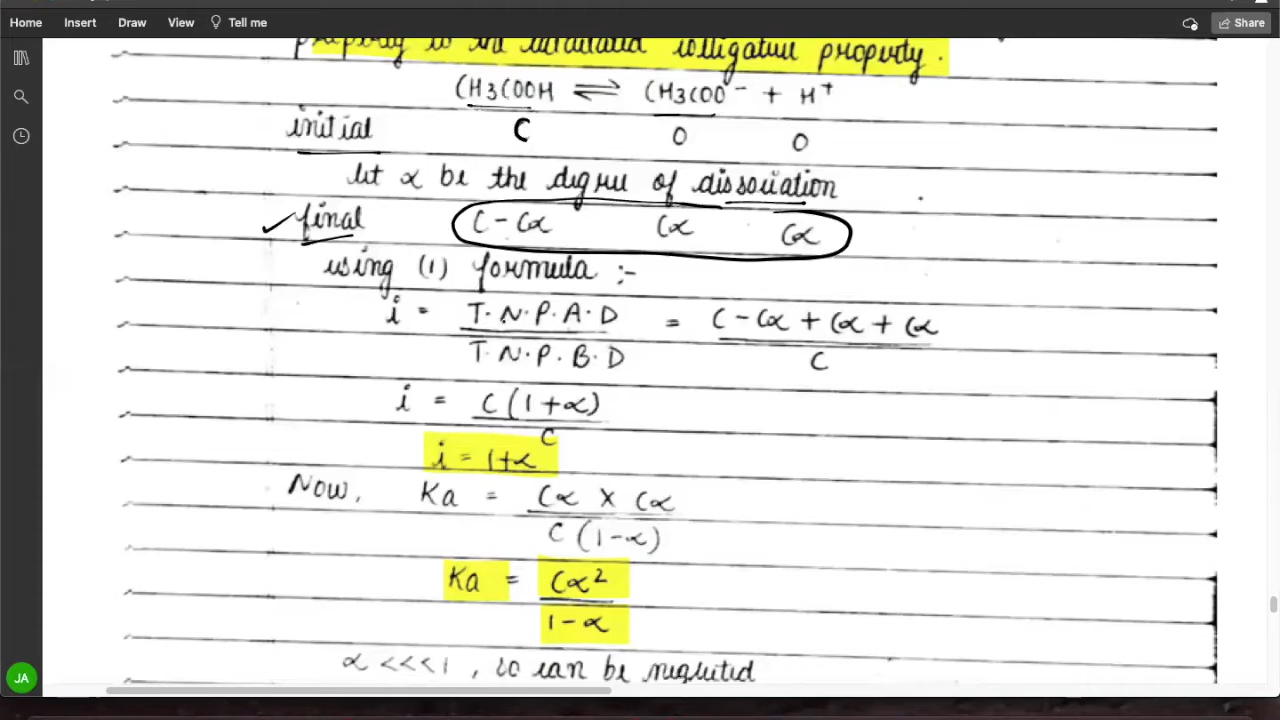 Home Insert Draw View Tell me Share
property to the calculated colligative property.
CH3COOH ⇌ CH3COO⁻ + H⁺
initial C 0 0
let α be the degree of dissociation
✓ final C-Cα Cα Cα
using (1) formula :-
i = T.N.P.A.D / T.N.P.B.D = C-Cα+Cα+Cα / C
i = C(1+α) / C
i = 1+α
Now, Ka = Cα x Cα / C(1-α)
Ka = Cα² / 1-α
α <<<1, so can be neglected
JA